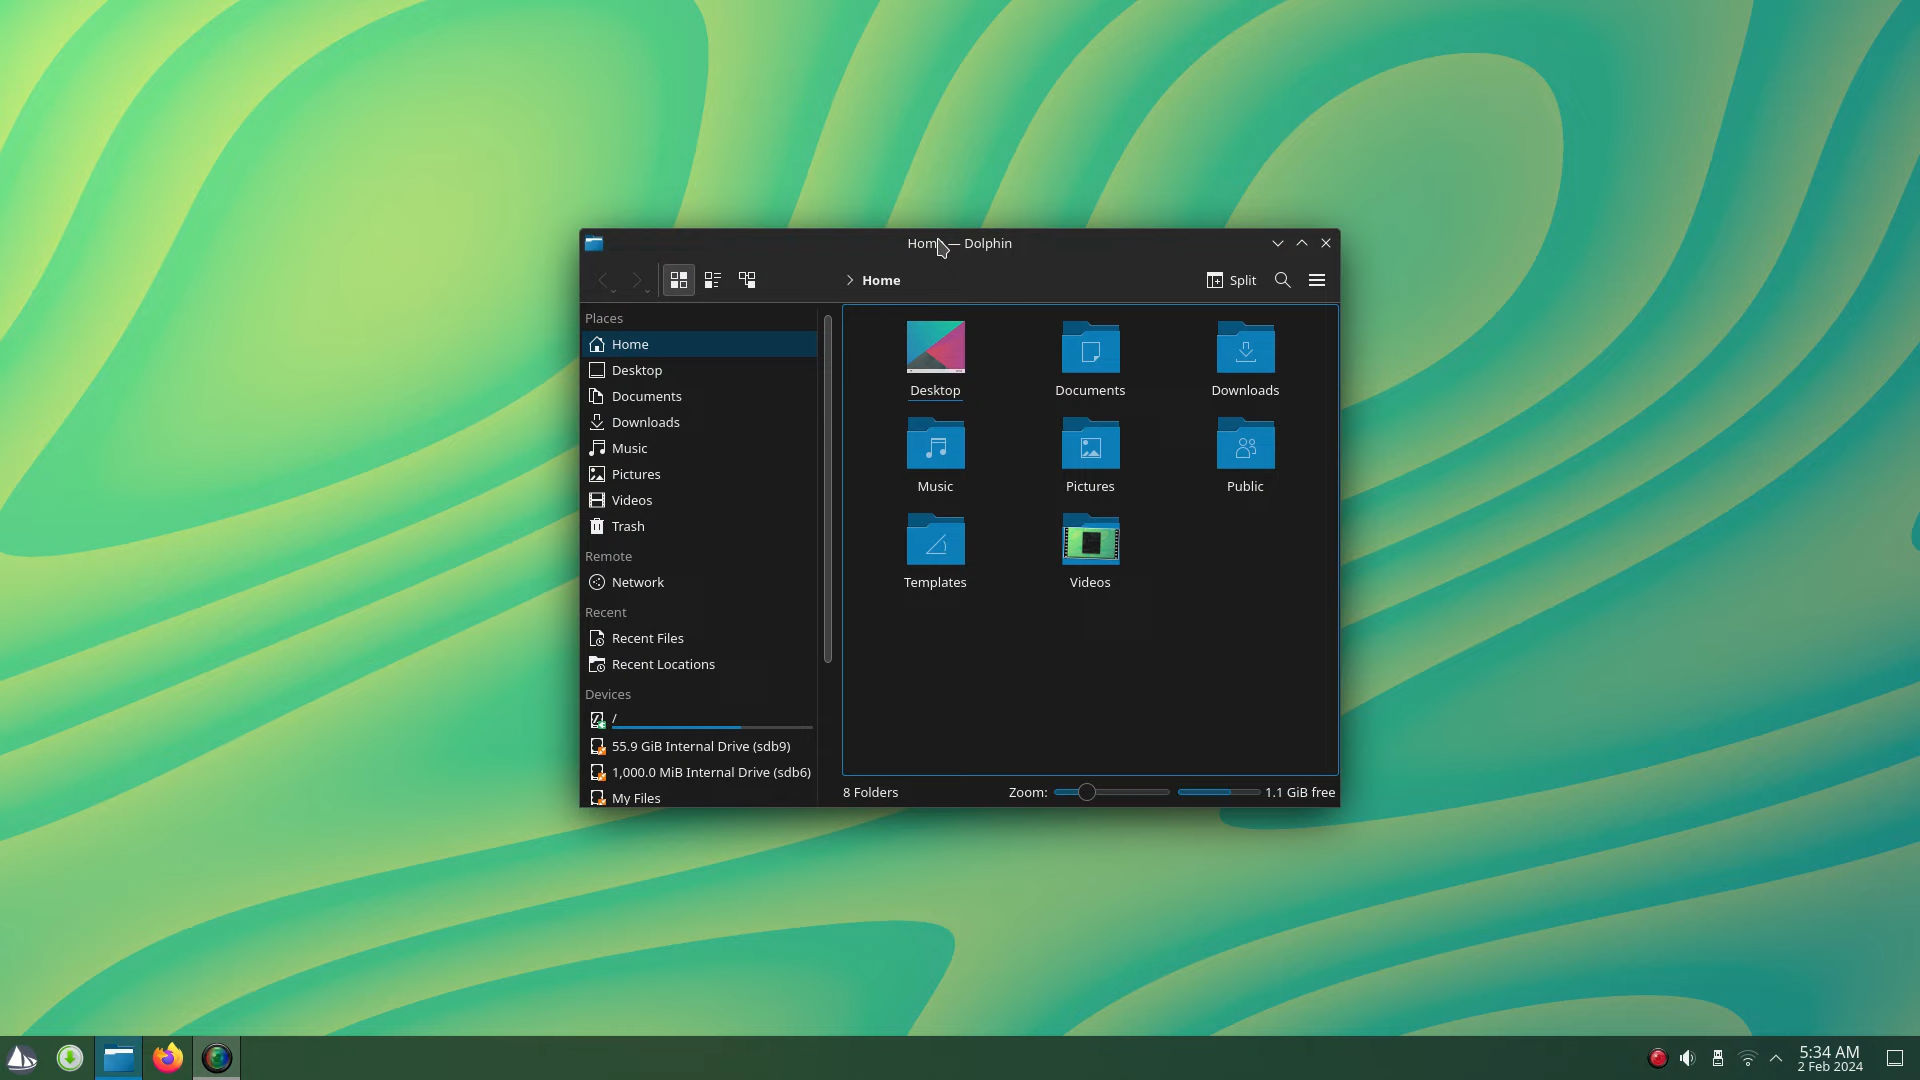 Home — Dolphin
Home
Split
Places
Home
Desktop
Documents
Downloads
Music
Pictures
Videos
Trash
Remote
Network
Recent
Recent Files
Recent Locations
Devices
/
55.9 GiB Internal Drive (sdb9)
1,000.0 MiB Internal Drive (sdb6)
My Files
Desktop
Documents
Downloads
Music
Pictures
Public
Templates
Videos
8 Folders
Zoom:
1.1 GiB free
5:34 AM
2 Feb 2024